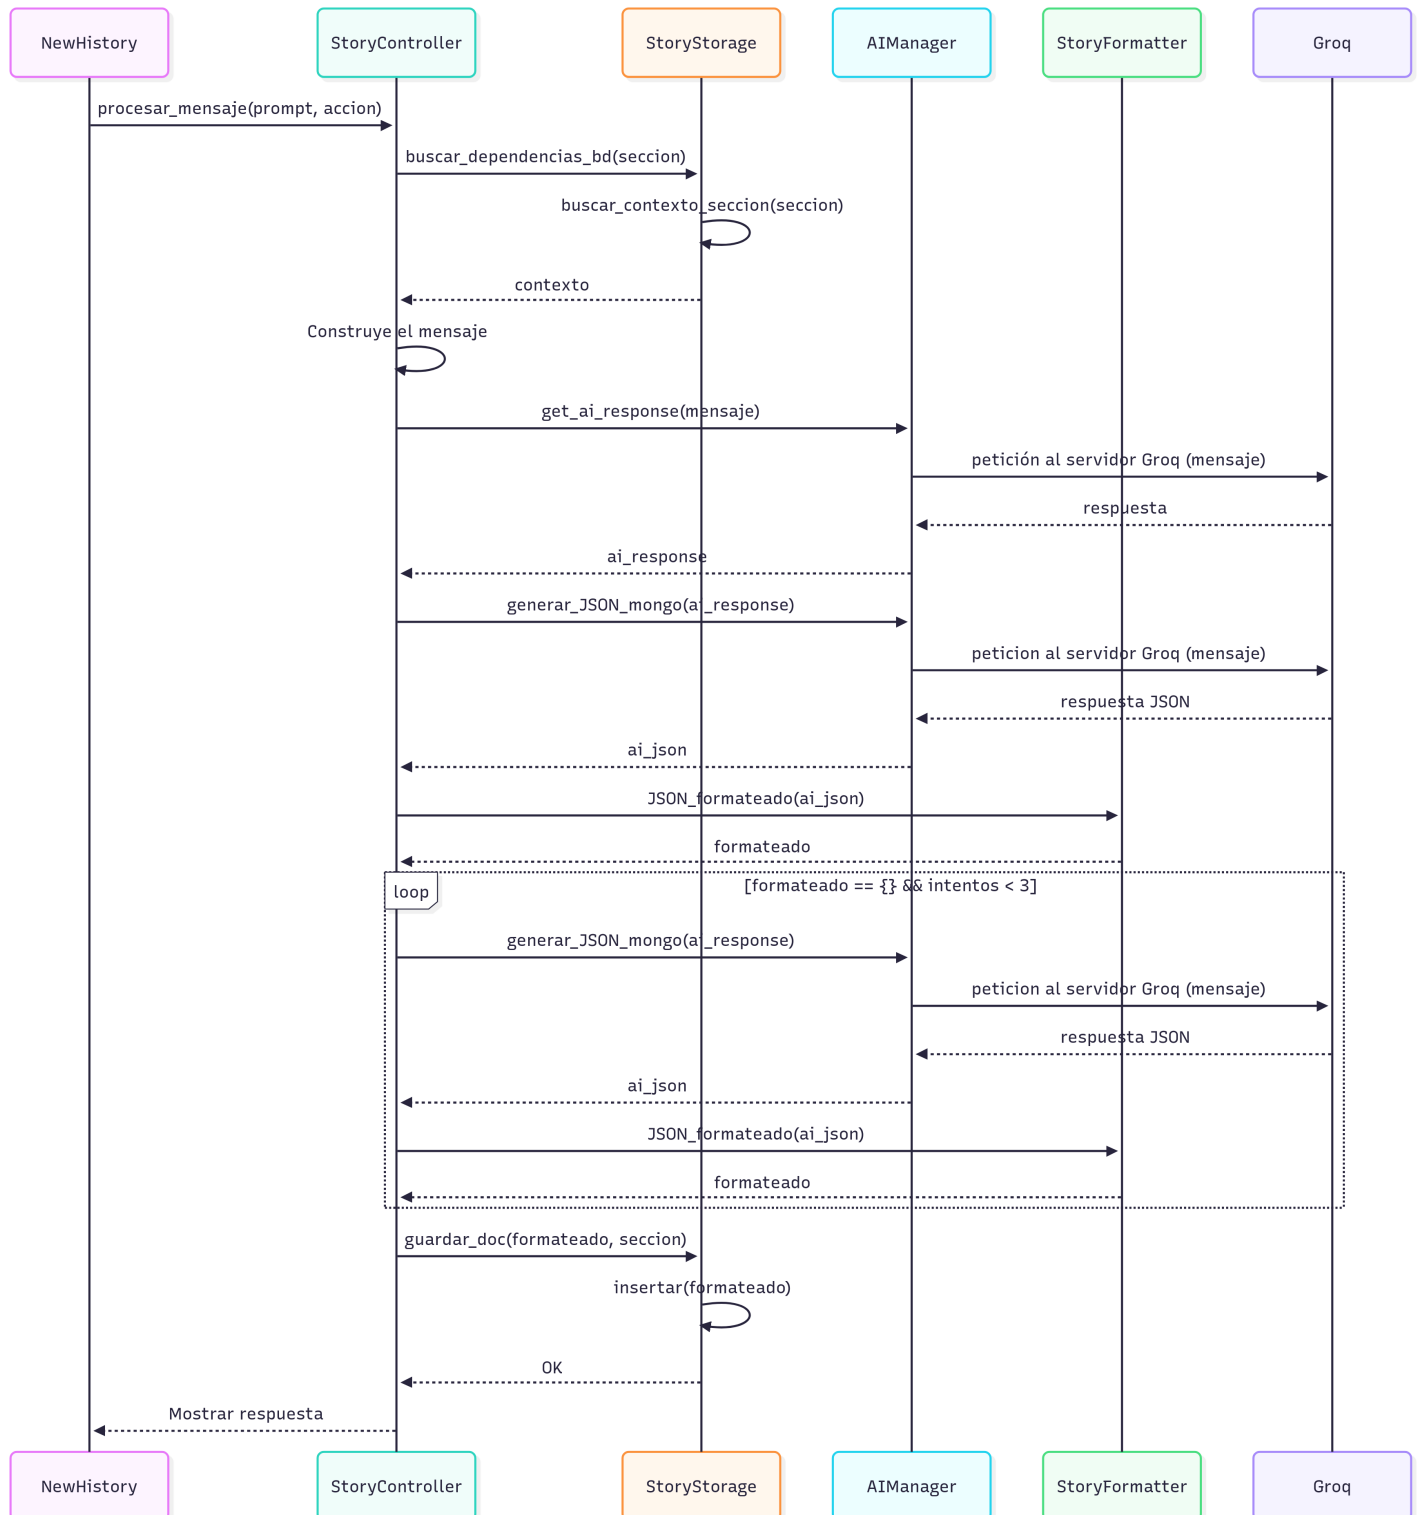 NewHistory
StoryController
StoryStorage
AIManager
StoryFormatter
Groq
procesar_mensaje(prompt, accion)
buscar_dependencias_bd(seccion)
buscar_contexto_seccion(seccion)
contexto
Construye el mensaje
get_ai_response(mensaje)
petición al servidor Groq (mensaje)
respuesta
ai_response
generar_JSON_mongo(ai_response)
peticion al servidor Groq (mensaje)
respuesta JSON
ai_json
JSON_formateado(ai_json)
formateado
loop
[formateado == {} && intentos < 3]
generar_JSON_mongo(ai_response)
peticion al servidor Groq (mensaje)
respuesta JSON
ai_json
JSON_formateado(ai_json)
formateado
guardar_doc(formateado, seccion)
insertar(formateado)
OK
Mostrar respuesta
NewHistory
StoryController
StoryStorage
AIManager
StoryFormatter
Groq